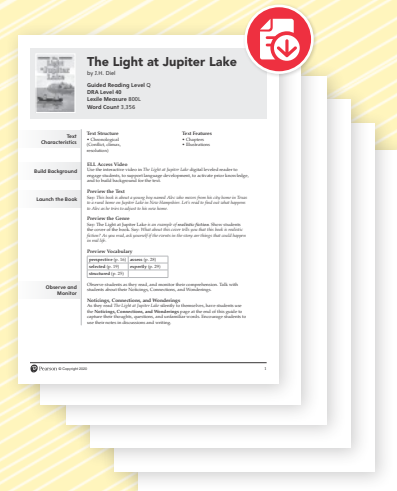 The Light at Jupiter Lake
by J.H. Diel
Guided Reading Level Q
DRA Level 40
Lexile Measure 800L
Word Count 3,356
The
Light
at Jupiter
Lake
Text
Characteristics
Text Structure
• Chronological
(Conflict, climax,
resolution)
Text Features
• Chapters
• Illustrations
Build Background
ELL Access Video
Use the interactive video in The Light at Jupiter Lake digital leveled reader to
engage students, to support language development, to activate prior knowledge,
and to build background for the text.
Launch the Book
Preview the Text
Say: This book is about a young boy named Alec who moves from his city home in Texas
to a rural home on Jupiter Lake in New Hampshire. Let's read to find out what happens
to Alec as he tries to adjust to his new home.
Preview the Genre
Say: The Light at Jupiter Lake is an example of realistic fiction. Show students
the cover of the book. Say: What about this cover tells you that this book is realistic
fiction? As you read, ask yourself if the events in the story are things that could happen
in real life.
Preview Vocabulary
perspective (p. 16) access (p. 28)
selected (p. 19) expertly (p. 29)
structured (p. 25)
Observe and
Monitor
Observe students as they read, and monitor their comprehension. Talk with
students about their Noticings, Connections, and Wonderings.
Noticings, Connections, and Wonderings
As they read The Light at Jupiter Lake silently to themselves, have students use
the Noticings, Connections, and Wonderings page at the end of this guide to
capture their thoughts, questions, and unfamiliar words. Encourage students to
use their notes in discussions and writing.
Pearson © Copyright 2020
1